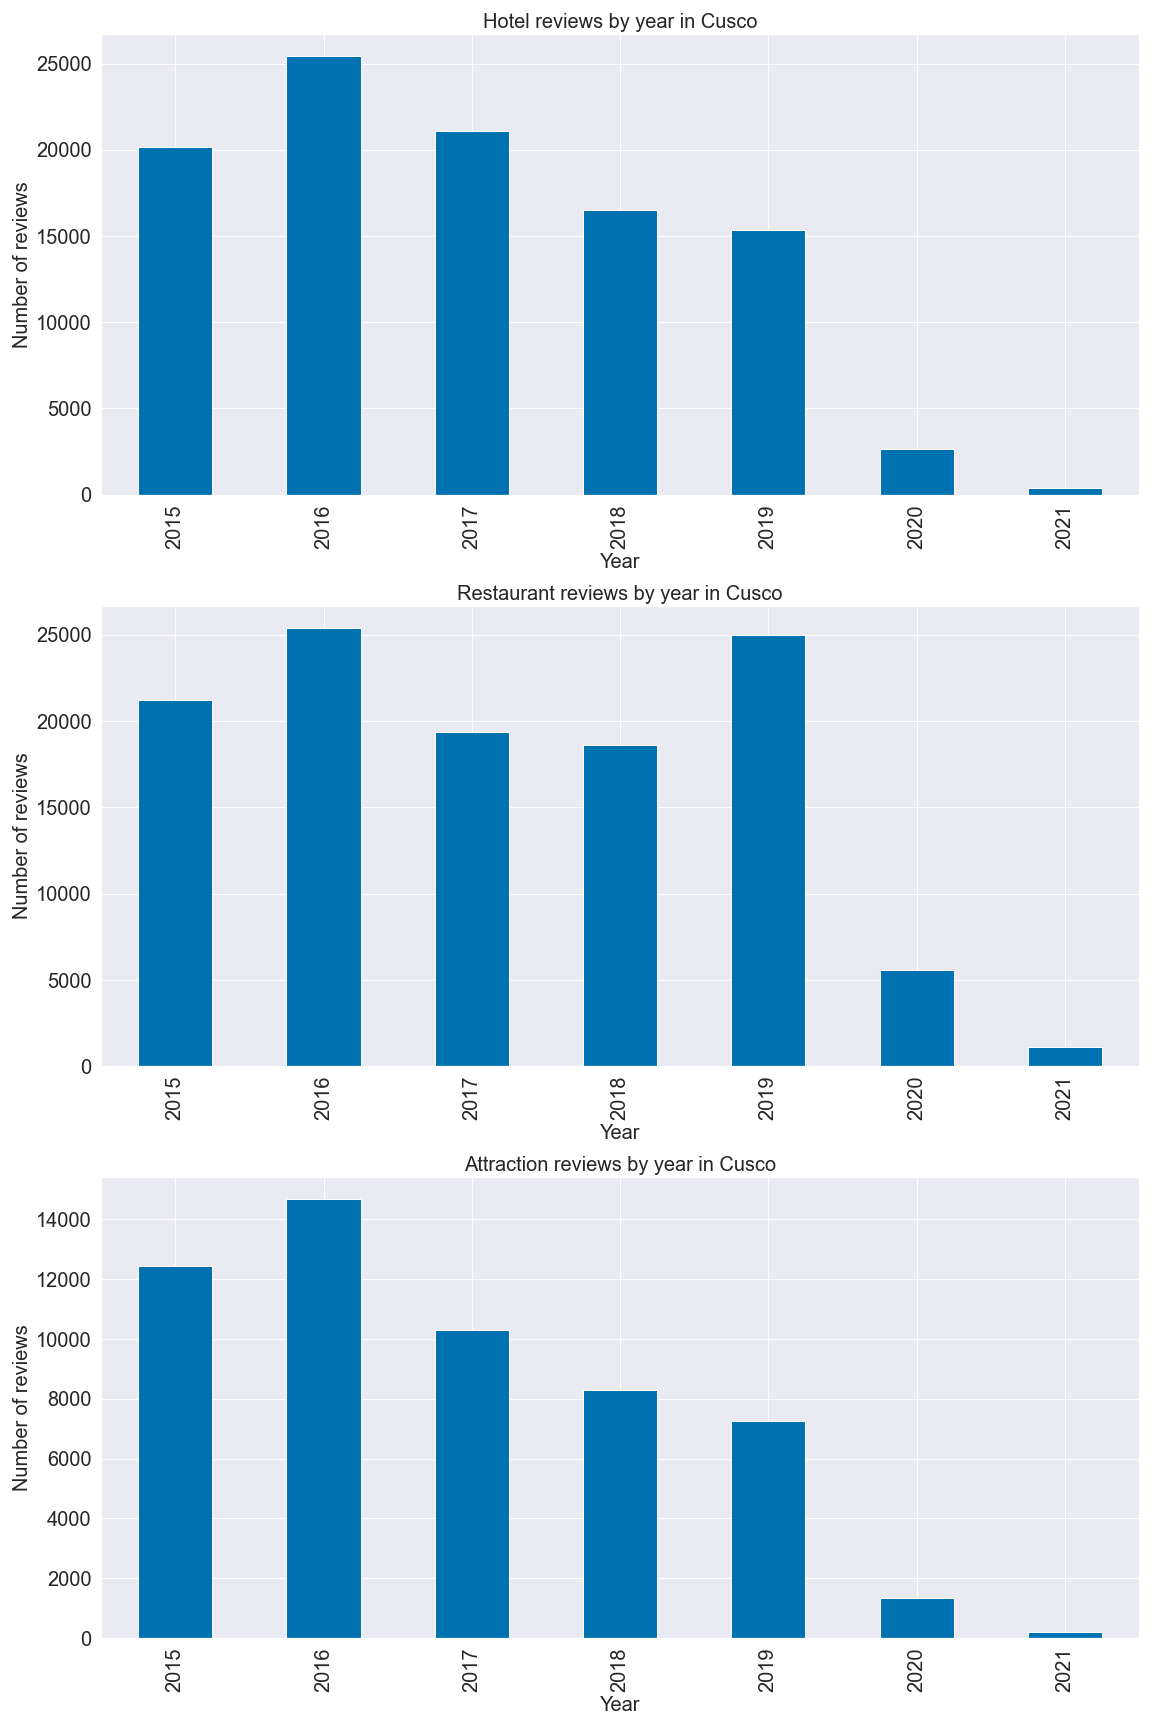 Hotel reviews by year in Cusco
25000
20000
15000
10000
5000
0
Number of reviews
2015 2016 2017 2018 2019 2020 2021
Year
Restaurant reviews by year in Cusco
25000
20000
15000
10000
5000
0
Number of reviews
2015 2016 2017 2018 2019 2020 2021
Year
Attraction reviews by year in Cusco
14000
12000
10000
8000
6000
4000
2000
0
Number of reviews
2015 2016 2017 2018 2019 2020 2021
Year